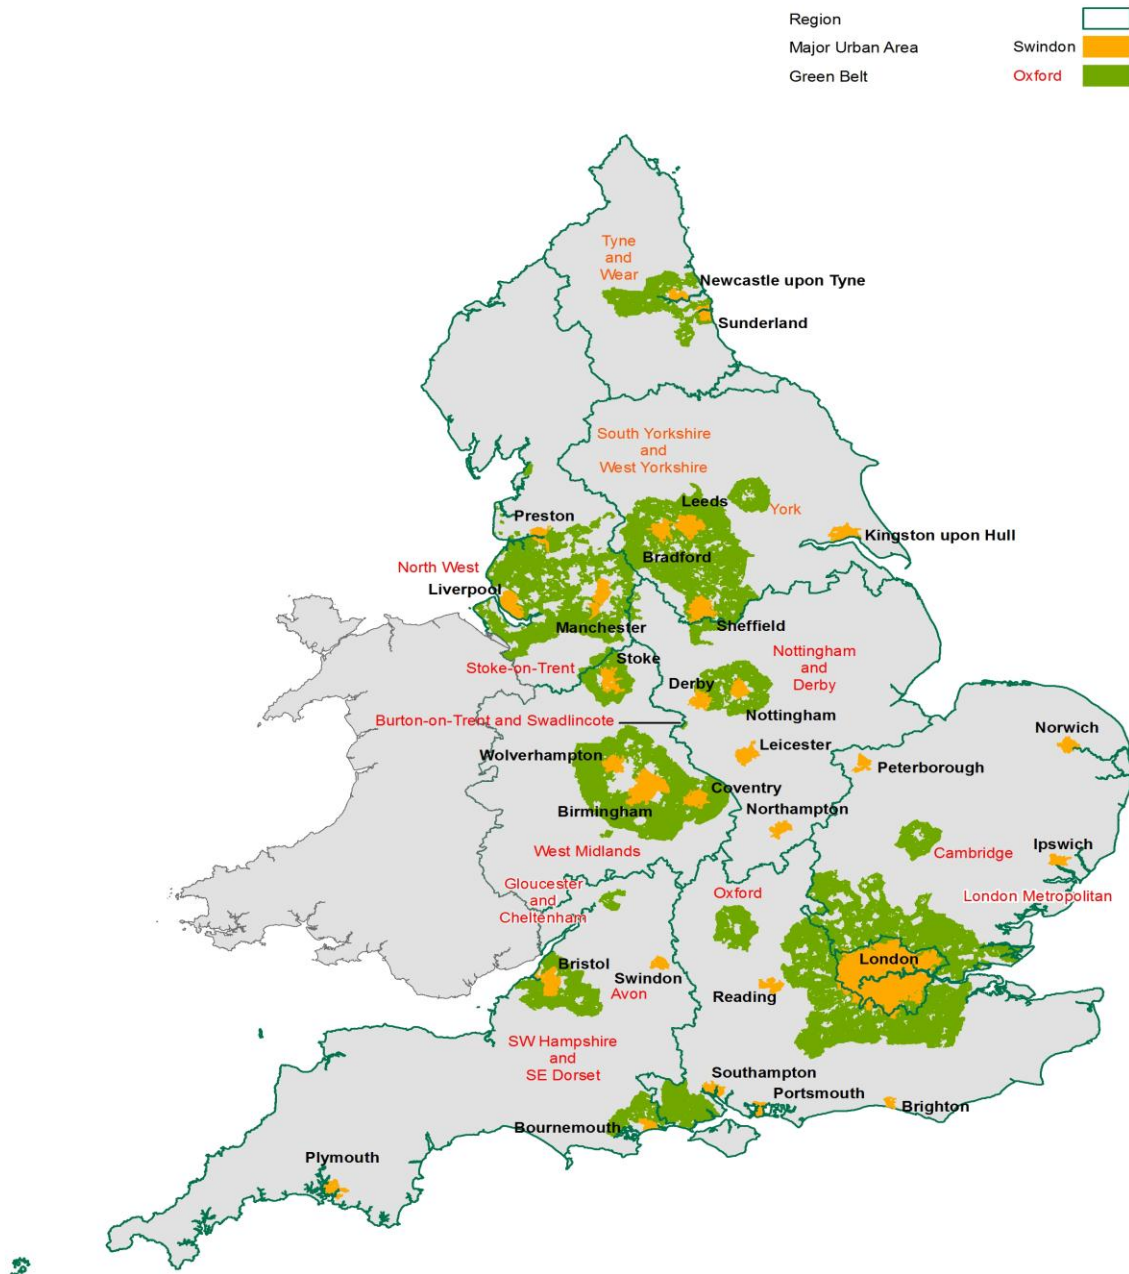 Region
Major Urban Area Swindon
Green Belt Oxford
Tyne
and
Wear
Newcastle upon Tyne
Sunderland
South Yorkshire
and
West Yorkshire
Leeds
York
Preston
Kingston upon Hull
Bradford
North West
Liverpool
Manchester
Sheffield
Stoke
Stoke-on-Trent
Nottingham
and
Derby
Derby
Nottingham
Burton-on-Trent and Swadlincote
Norwich
Leicester
Wolverhampton
Peterborough
Coventry
Birmingham
Northampton
Ipswich
West Midlands
Cambridge
Gloucester
and
Cheltenham
Oxford
London Metropolitan
London
Bristol
Swindon
Avon
Reading
SW Hampshire
and
SE Dorset
Southampton
Portsmouth
Brighton
Bournemouth
Plymouth